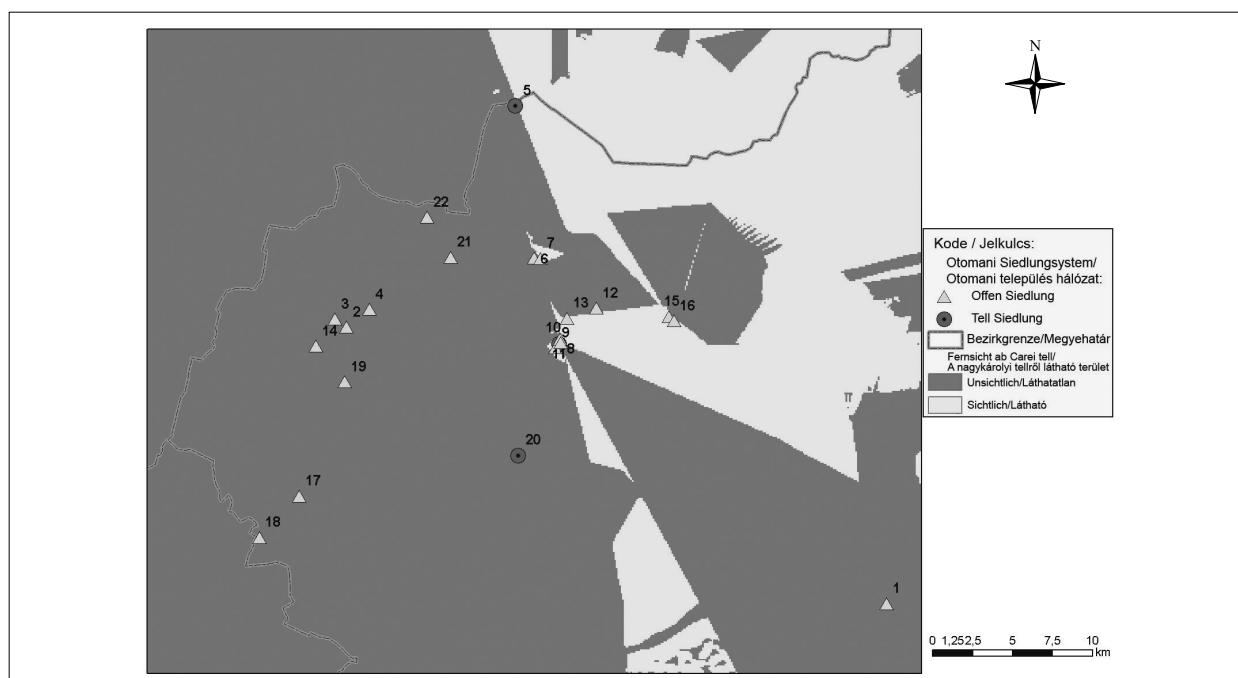 N
5
22
21
7
6
3
4
2
14
19
12
13
15
16
10
9
8
11
20
17
18
1
Kode / Jelkulcs:
Otomani Siedlungsystem/
Otomani település hálózat:
Offen Siedlung
Tell Siedlung
Bezirkgrenze/Megyehatár
Fernsicht ab Carei tell/
A nagykárolyi tellről látható terület
Unsichtlich/Láthatatlan
Sichtlich/Látható
0 1,252,5 5 7,5 10
km